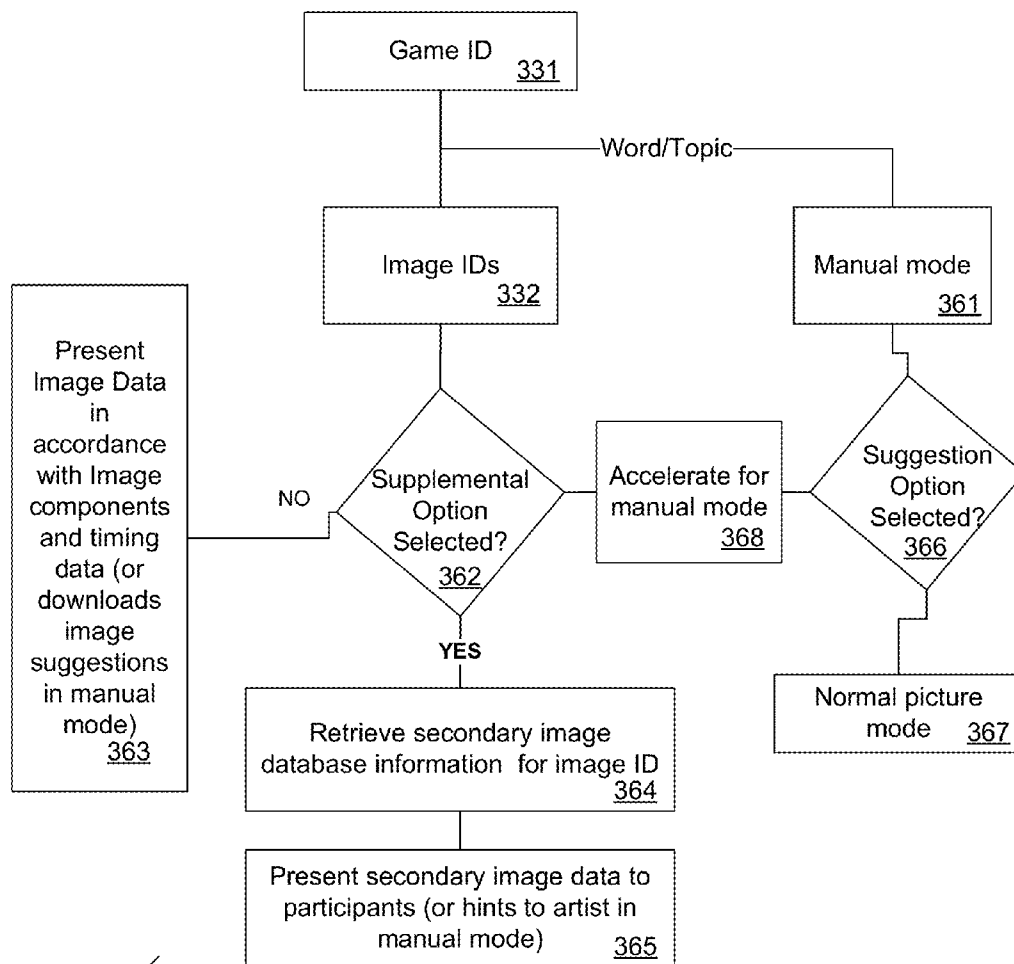 Game ID
331
Word/Topic
Image IDs
332
Manual mode
361
Present
Image Data
in
accordance
with Image
components
and timing
data (or
downloads
image
suggestions
in manual
mode)
363
NO
Supplemental
Option
Selected?
362
Accelerate for
manual mode
368
Suggestion
Option
Selected?
366
YES
Retrieve secondary image
database information for image ID
364
Normal picture
mode
367
Present secondary image data to
participants (or hints to artist in
manual mode)
365